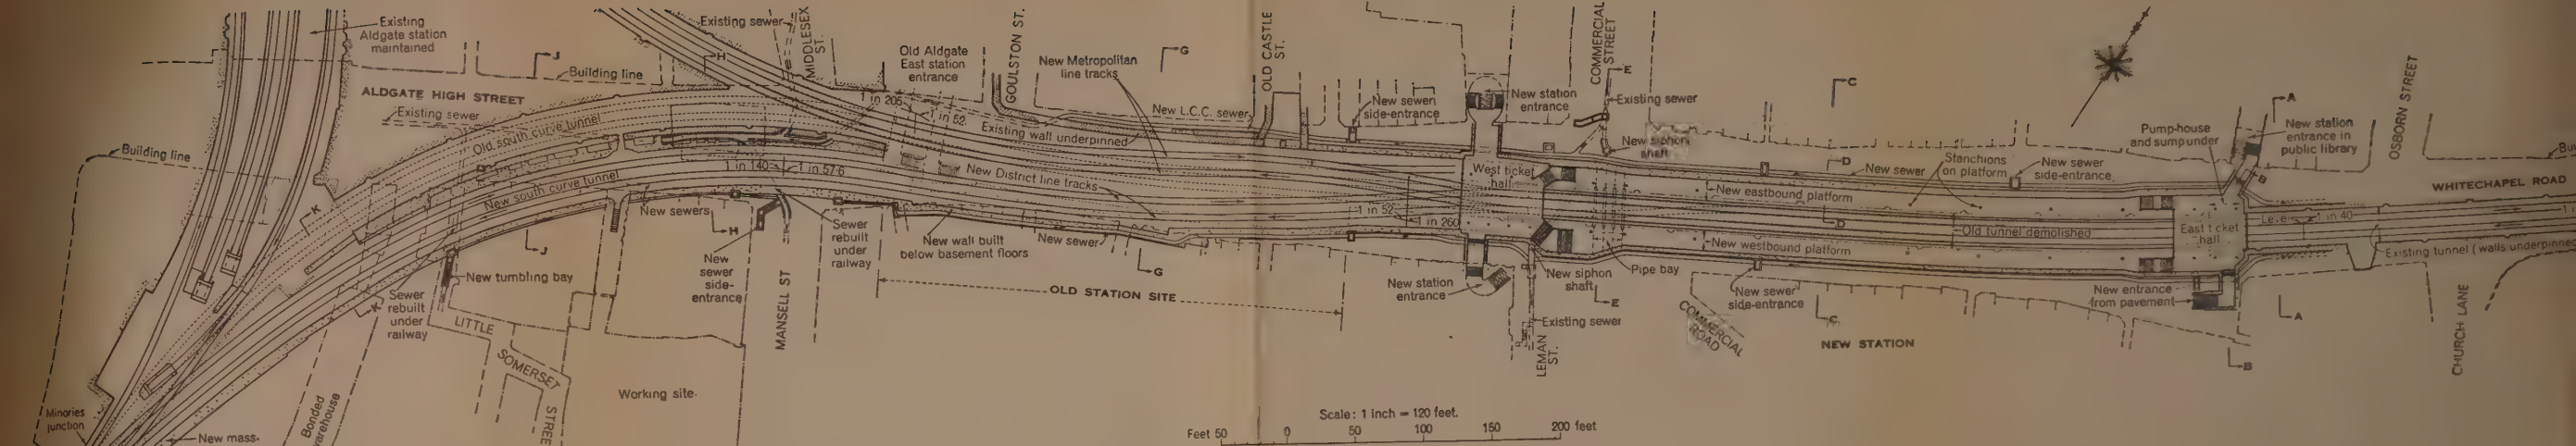 Existing
Aldgate station
maintained
J
Building line
ALDGATE HIGH STREET
Existing sewer
Building line
Old south curve tunnel
New south curve tunnel
K
K
J
New tumbling bay
Sewer
rebuilt
under
railway
LITTLE
SOMERSET
Bonded
Minories
junction
New mass-
Existing sewer
H
MIDDLESEX
ST.
Old Aldgate
East station
entrance
GOULSTON ST.
1 in 205
1 in 52
1 in 140
1 in 57·6
New sewers
H
New
sewer
side-
entrance
MANSELL ST
Sewer
rebuilt
under
railway
Working site
New Metropolitan
line tracks
G
OLD CASTLE
ST.
Existing wall underpinned
New L.C.C. sewer
New District line tracks
New wall built
below basement floors
New sewer
G
OLD STATION SITE
New sewer
side-entrance
1 in 52
1 in 260
New station
entrance
COMMERCIAL
STREET
E
Existing sewer
New siphon
shaft
West ticket
hall
New station
entrance
New siphon
shaft
Pipe bay
E
Existing sewer
LEMAN
ST.
C
D
New sewer
New eastbound platform
D
New westbound platform
New sewer
side-entrance
COMMERCIAL
ROAD
C
NEW STATION
Stanchions
on platform
New sewer
side-entrance
Old tunnel demolished
Pump-house
and sump under
New station
entrance in
public library
A
B
East ticket
hall
Level
1 in 40
New entrance
from pavement
A
B
OSBORN STREET
WHITECHAPEL ROAD
Existing tunnel (walls underpinned
CHURCH LANE
Scale: 1 inch = 120 feet.
Feet 50 0 50 100 150 200 feet